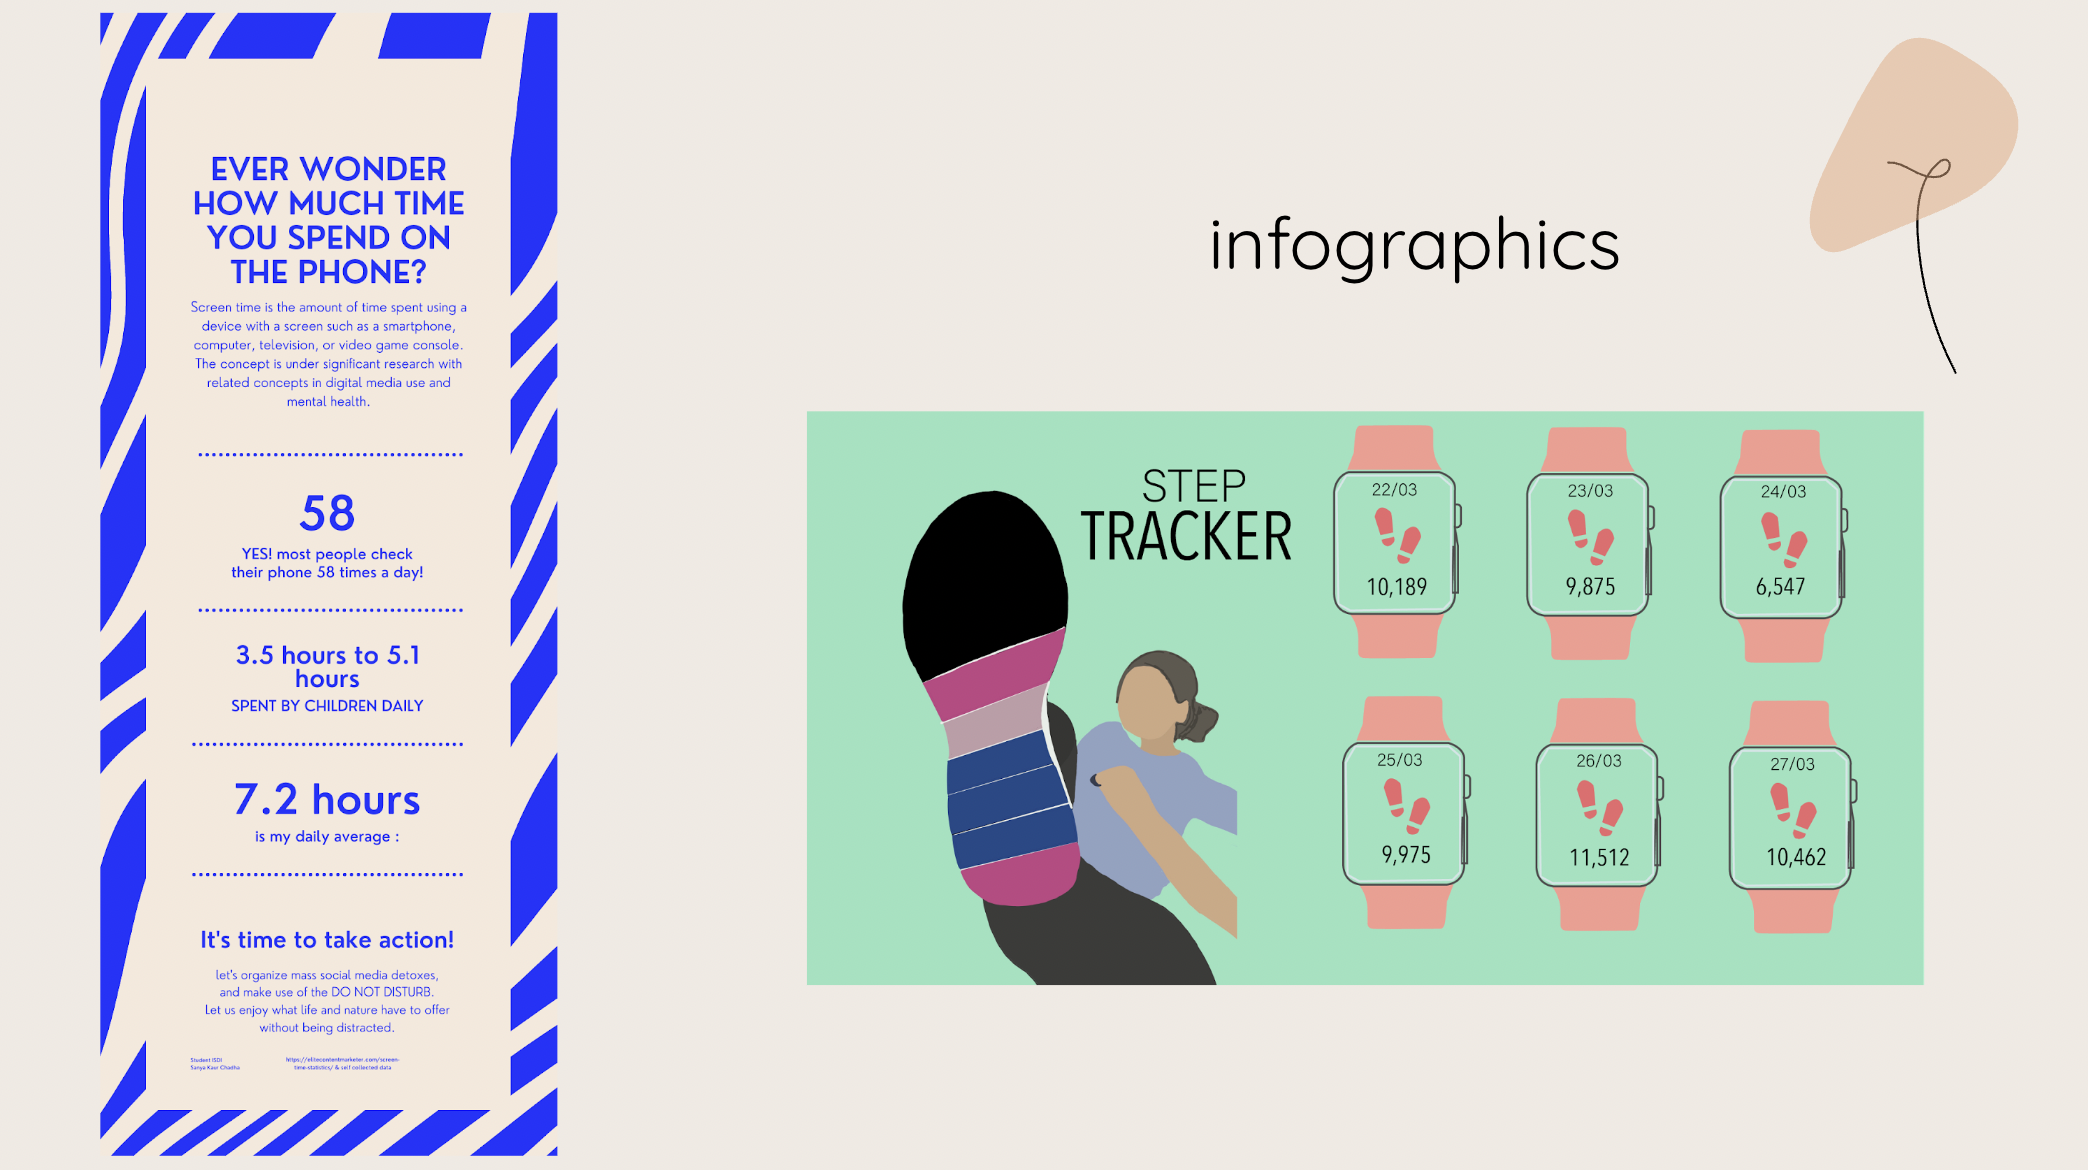 EVER WONDER
HOW MUCH TIME
YOU SPEND ON
THE PHONE?
Screen time is the amount of time spent using a
device with a screen such as a smartphone,
computer, television, or video game console.
The concept is under significant research with
related concepts in digital media use and
mental health.
58
YES! most people check
their phone 58 times a day!
3.5 hours to 5.1
hours
SPENT BY CHILDREN DAILY
7.2 hours
is my daily average :
It's time to take action!
let's organize mass social media detoxes,
and make use of the DO NOT DISTURB.
Let us enjoy what life and nature have to offer
without being distracted.
Student ISDI
Sanya Kaur Chadha
https://elitecontentmarketer.com/screen-
time-statistics/ & self collected data
infographics
STEP
TRACKER
22/03
10,189
23/03
9,875
24/03
6,547
25/03
9,975
26/03
11,512
27/03
10,462